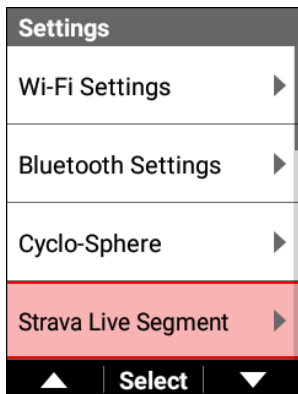 Settings
Wi-Fi Settings
Bluetooth Settings
Cyclo-Sphere
Strava Live Segment
Select